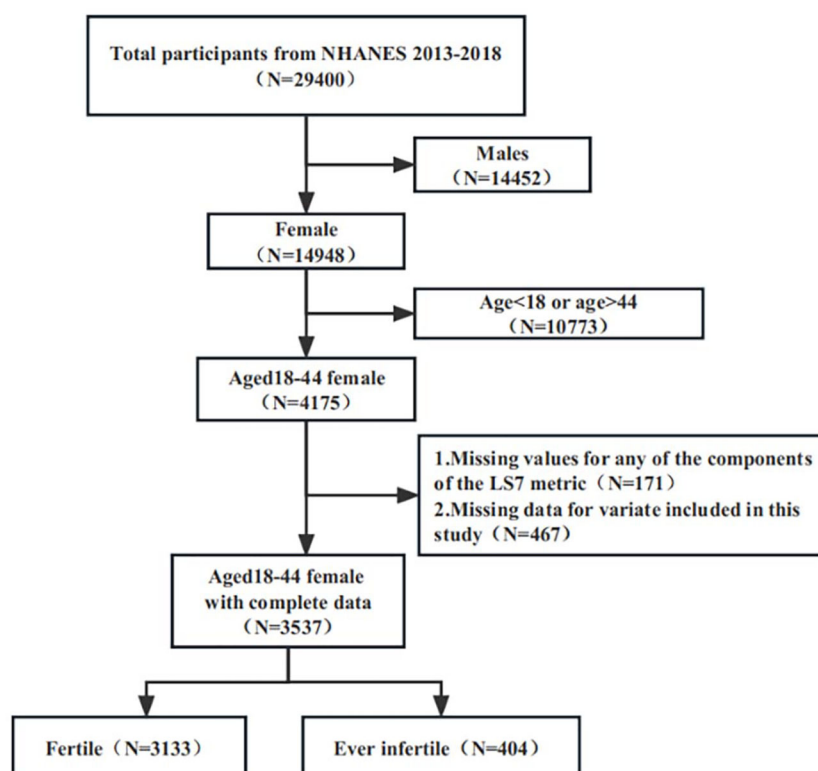 Total participants from NHANES 2013-2018
（N=29400）
Males
（N=14452）
Female
（N=14948）
Age<18 or age>44
（N=10773）
Aged18-44 female
（N=4175）
1.Missing values for any of the components
of the LS7 metric（N=171）
2.Missing data for variate included in this
study（N=467）
Aged18-44 female
with complete data
（N=3537）
Fertile（N=3133）
Ever infertile（N=404）